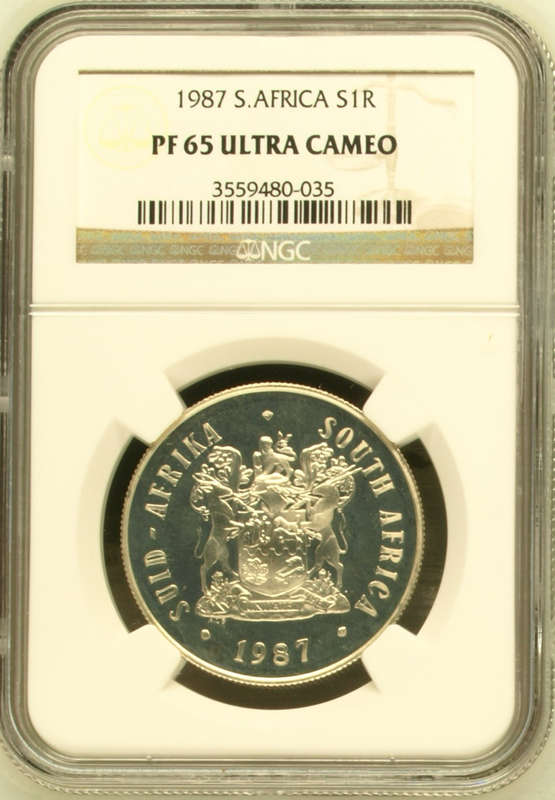 1987 S.AFRICA S1R
PF 65 ULTRA CAMEO
3559480-035
NGC
SUID-AFRIKA
SOUTH AFRICA
1987